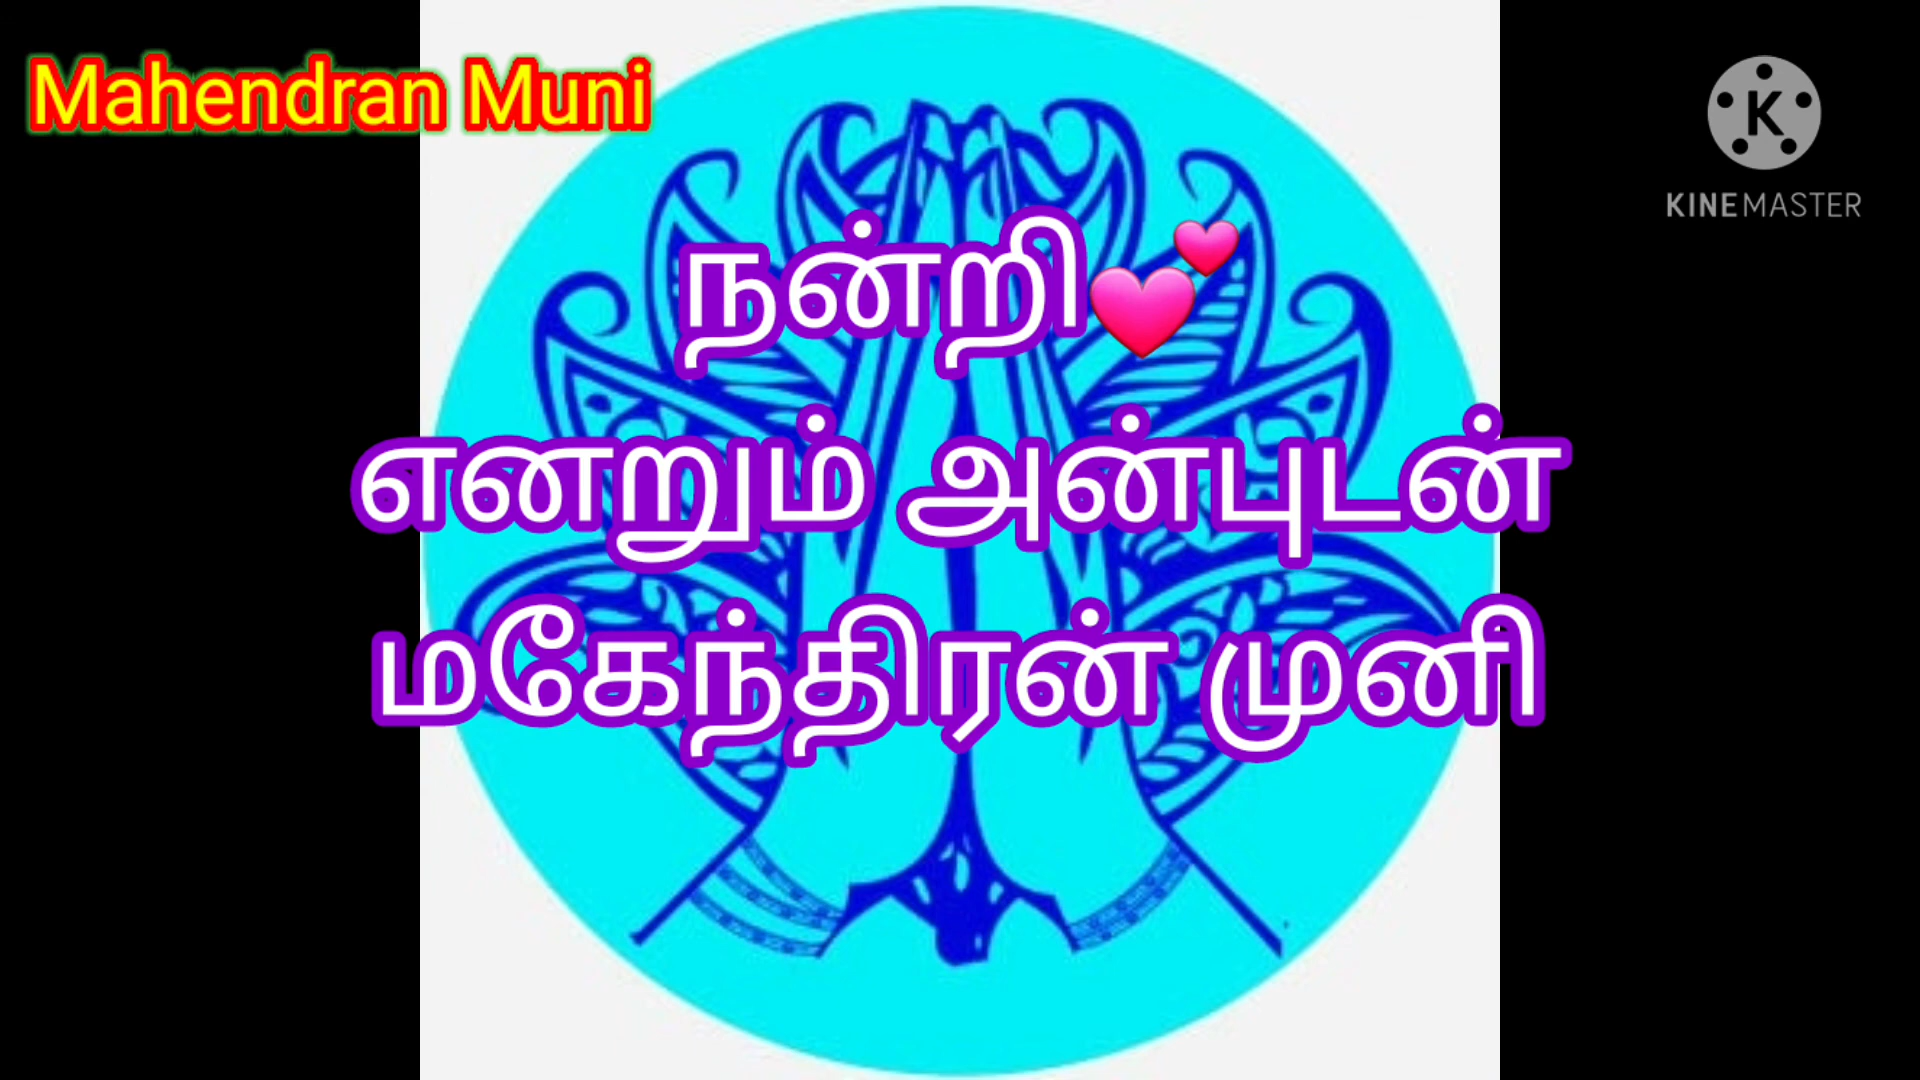 Mahendran Muni
K
KINEMASTER
நன்றி💕
எனறும் அன்புடன்
மகேந்திரன் முனி